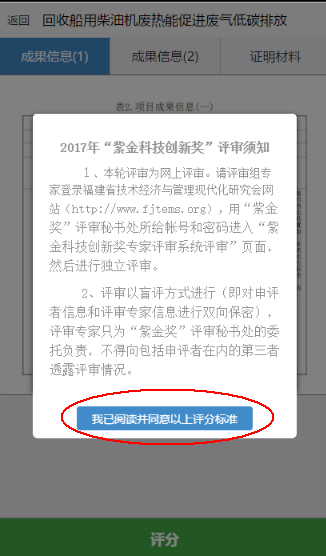 返回 回收船用柴油机废热能促进废气低碳排放
成果信息(1) 成果信息(2) 证明材料
表2.项目成果信息(一)
2017年“紫金科技创新奖”评审须知
1、本轮评审为网上评审。请评审组专
家登录福建省技术经济与管理现代化研究会网
站（http://www.fjtems.org），用“紫金
奖”评审秘书处所给帐号和密码进入“紫
金科技创新奖专家评审系统评审”页面，
然后进行独立评审。
2、评审以盲评方式进行（即对申评
者信息和评审专家信息进行双向保密），
评审专家只为“紫金奖”评审秘书处的委
托负责，不得向包括申评者在内的第三者
透露评审情况。
我已阅读并同意以上评分标准
评分